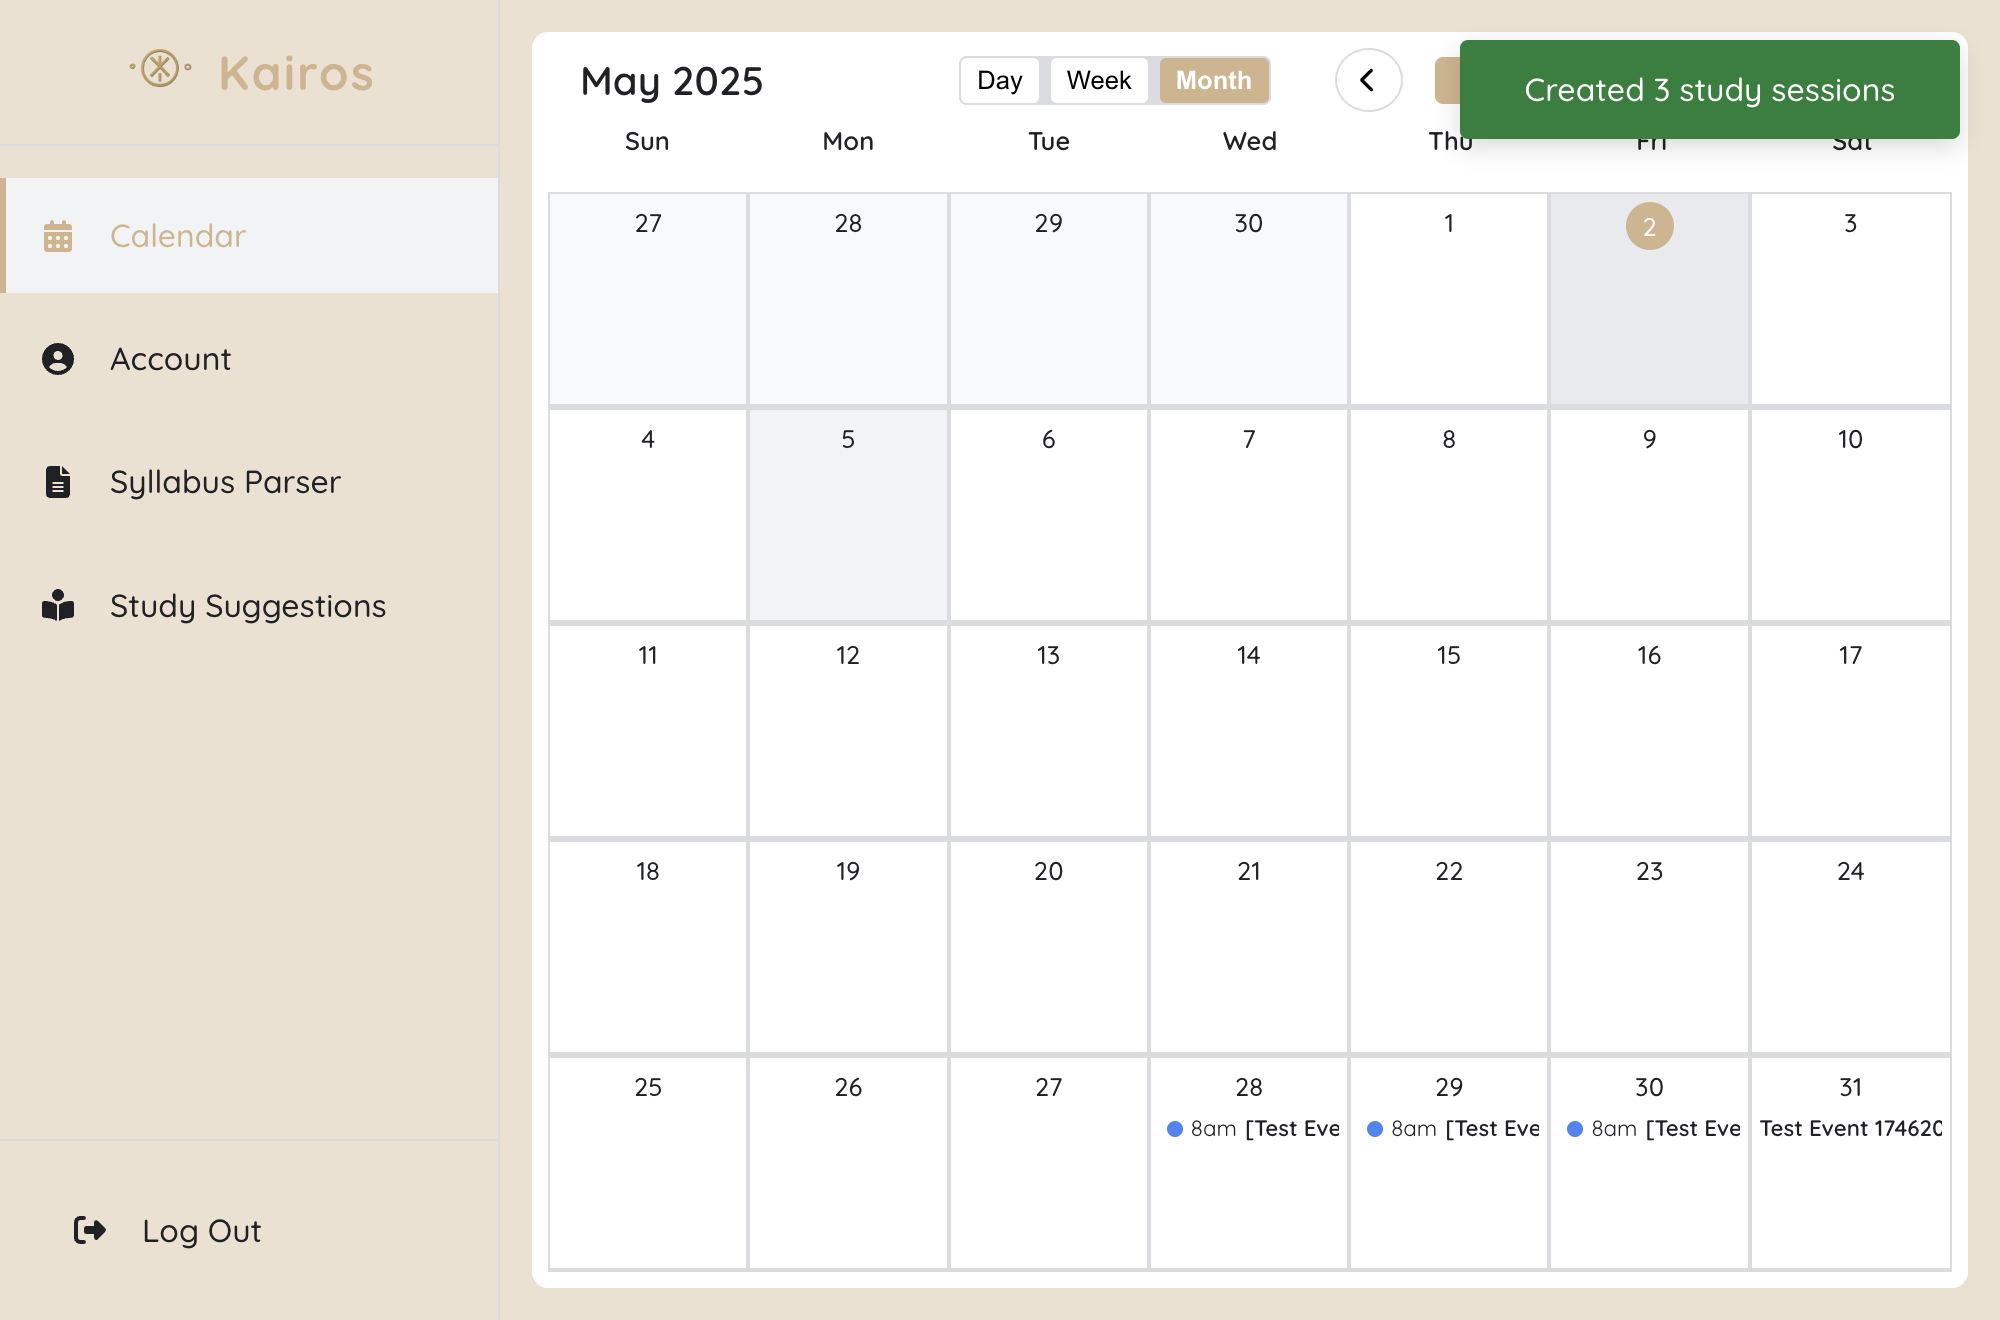 Kairos
Calendar
Account
Syllabus Parser
Study Suggestions
Log Out
May 2025
Day Week Month
Created 3 study sessions
Sun Mon Tue Wed Thu Fri Sat
27 28 29 30 1 2 3
4 5 6 7 8 9 10
11 12 13 14 15 16 17
18 19 20 21 22 23 24
25 26 27 28 29 30 31
8am [Test Eve 8am [Test Eve 8am [Test Eve Test Event 174620